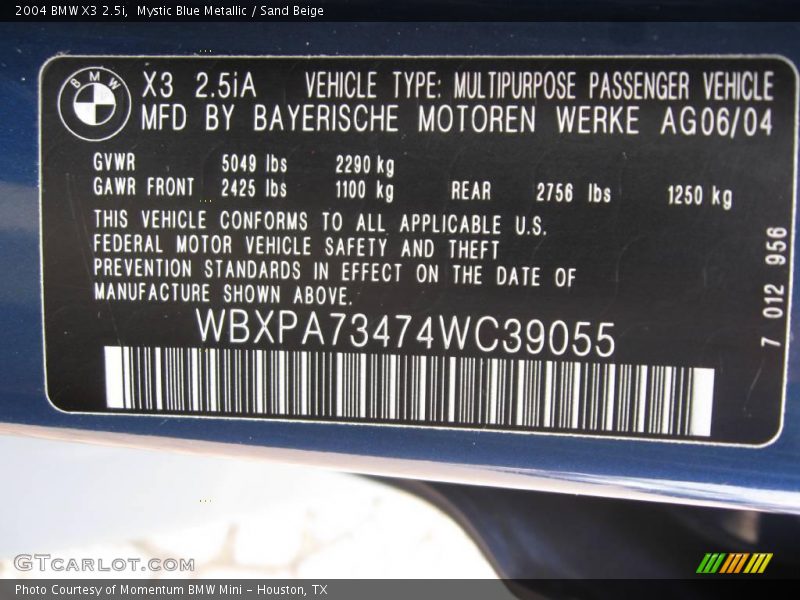 2004 BMW X3 2.5i, Mystic Blue Metallic / Sand Beige
BMW X3 2.5iA VEHICLE TYPE: MULTIPURPOSE PASSENGER VEHICLE
MFD BY BAYERISCHE MOTOREN WERKE AG06/04
GVWR 5049 lbs 2290 kg
GAWR FRONT 2425 lbs 1100 kg REAR 2756 lbs 1250 kg
THIS VEHICLE CONFORMS TO ALL APPLICABLE U.S.
FEDERAL MOTOR VEHICLE SAFETY AND THEFT
PREVENTION STANDARDS IN EFFECT ON THE DATE OF
MANUFACTURE SHOWN ABOVE.
WBXPA73474WC39055
7 012 956
GTCARLOT.COM
Photo Courtesy of Momentum BMW Mini - Houston, TX